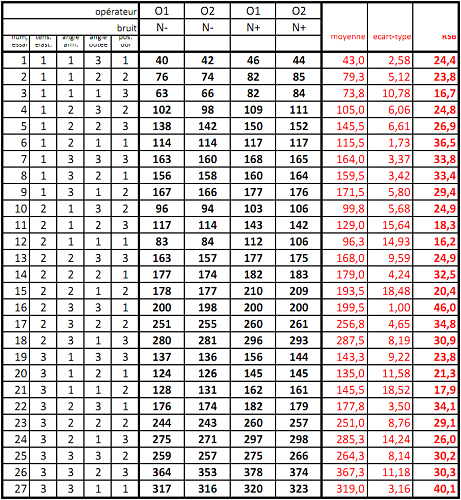 opérateur O1 O2 O1 O2
bruit N- N- N+ N+ moyenne ecart-type RSB
num, tens. angle angle pos.
essai élast. arm. butée
1 1 1 3 1 40 42 46 44 43,0 2,58 24,4
2 1 1 2 2 76 74 82 85 79,3 5,12 23,8
3 1 1 1 3 63 66 82 84 73,8 10,78 16,7
4 1 2 3 2 102 98 109 111 105,0 6,06 24,8
5 1 2 2 3 138 142 150 152 145,5 6,61 26,9
6 1 2 1 1 114 114 117 117 115,5 1,73 36,5
7 1 3 3 3 163 160 168 165 164,0 3,37 33,8
8 1 3 2 1 156 158 160 164 159,5 3,42 33,4
9 1 3 1 2 167 166 177 176 171,5 5,80 29,4
10 2 1 3 2 96 94 103 106 99,8 5,68 24,9
11 2 1 2 3 117 114 143 142 129,0 15,64 18,3
12 2 1 1 1 83 84 112 106 96,3 14,93 16,2
13 2 2 3 3 163 157 177 175 168,0 9,59 24,9
14 2 2 2 1 177 174 182 183 179,0 4,24 32,5
15 2 2 1 2 178 177 210 209 193,5 18,48 20,4
16 2 3 3 1 200 198 200 200 199,5 1,00 46,0
17 2 3 2 2 251 255 260 261 256,8 4,65 34,8
18 2 3 1 3 280 281 296 293 287,5 8,19 30,9
19 3 1 3 3 137 136 156 144 143,3 9,22 23,8
20 3 1 2 1 124 126 145 145 135,0 11,58 21,3
21 3 1 1 2 128 131 162 161 145,5 18,52 17,9
22 3 2 3 1 176 174 182 179 177,8 3,50 34,1
23 3 2 2 2 244 243 260 257 251,0 8,76 29,1
24 3 2 1 3 275 271 297 298 285,3 14,24 26,0
25 3 3 3 2 259 257 275 266 264,3 8,14 30,2
26 3 3 2 3 364 353 378 374 367,3 11,18 30,3
27 3 3 1 1 317 316 320 323 319,0 3,16 40,1